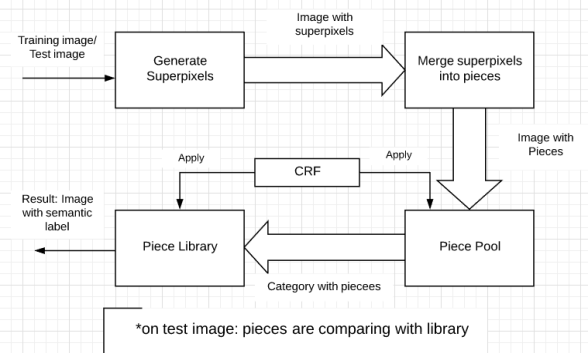 Image with
superpixels
Training image/
Test image
Generate
Superpixels
Merge superpixels
into pieces
Image with
Pieces
Apply
CRF
Apply
Result: Image
with semantic
label
Piece Library
Piece Pool
Category with piecees
*on test image: pieces are comparing with library